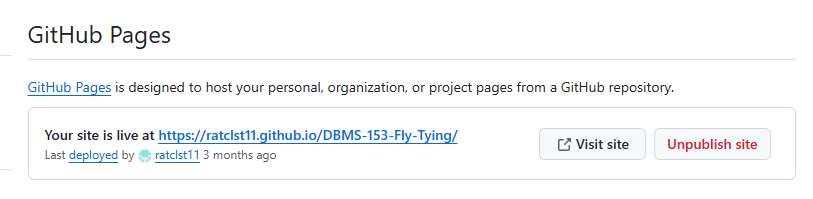 GitHub Pages
GitHub Pages is designed to host your personal, organization, or project pages from a GitHub repository.
Your site is live at https://ratclst11.github.io/DBMS-153-Fly-Tying/
Last deployed by ratclst11 3 months ago
Visit site
Unpublish site